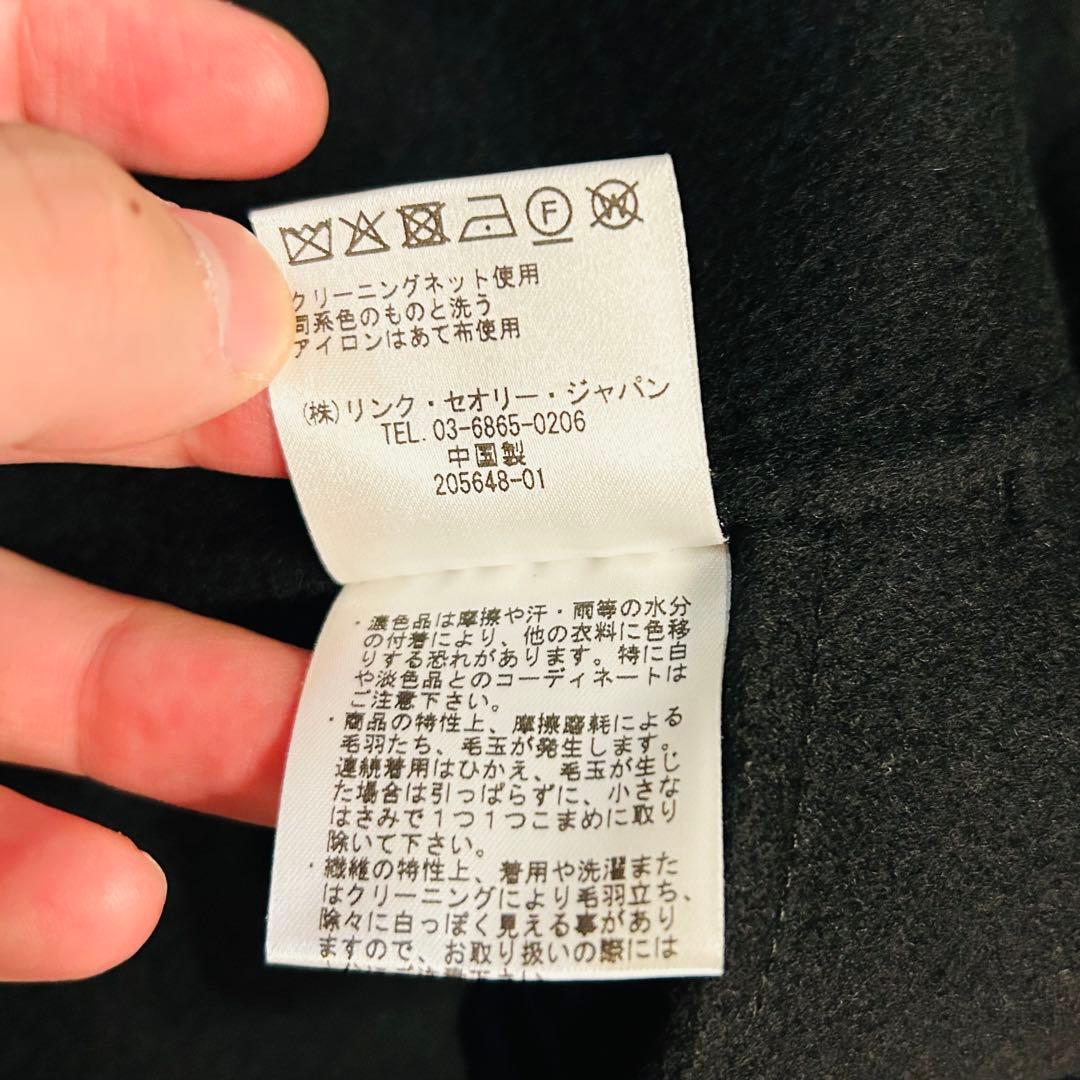 F W
クリーニングネット使用
同系色のものと洗う
アイロンはあて布使用
(株)リンク・セオリー・ジャパン
TEL.03-6865-0206
中国製
205648-01
・濃色品は摩擦や汗・雨等の水分
の付着により、他の衣料に色移
りする恐れがあります。特に白
や淡色品とのコーディネートは
ご注意下さい。
・商品の特性上、摩擦磨耗による
毛羽たち、毛玉が発生します。
連続着用はひかえ、毛玉が生じ
た場合は引っぱらずに、小さな
はさみで1つ1つこまめに取り
除いて下さい。
・繊維の特性上、着用や洗濯また
はクリーニングにより毛羽立ち、
除々に白っぽく見える事があり
ますので、お取り扱いの際には